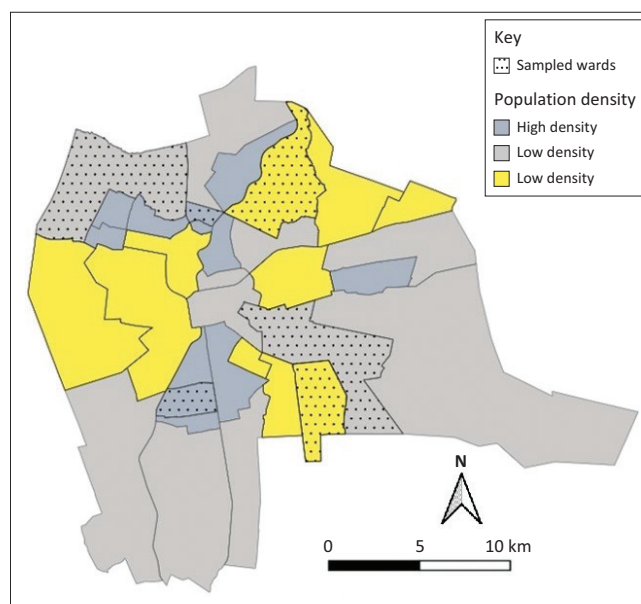 Key
Sampled wards
Population density
High density
Low density
Low density
N
0 5 10 km